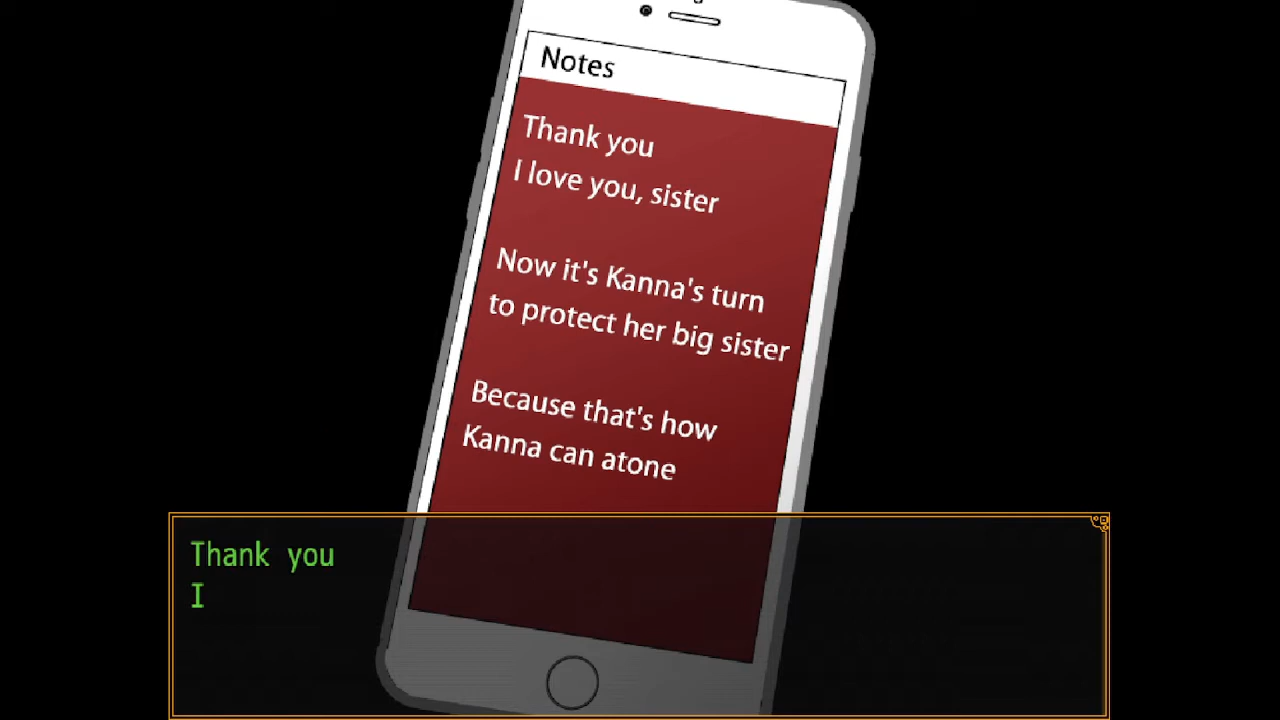 Notes
Thank you
I love you, sister
Now it's Kanna's turn
to protect her big sister
Because that's how
Kanna can atone
Thank you
I